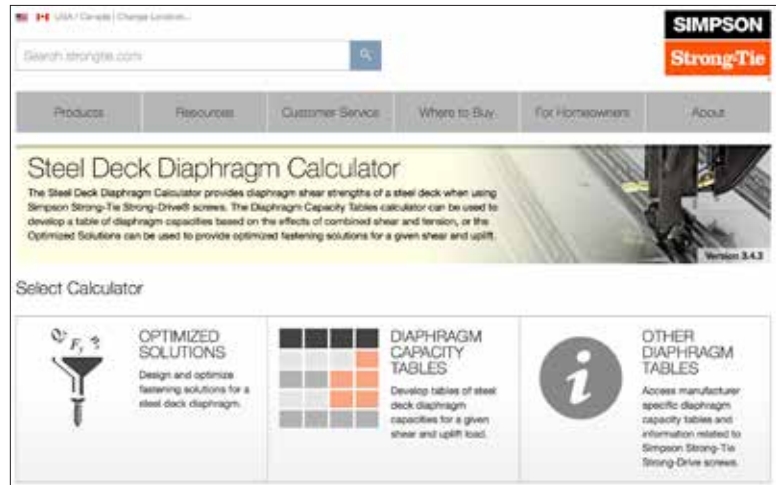 USA / Canada | Change Location...
SIMPSON
Strong-Tie
Search strongtie.com
Products Resources Customer Service Where to Buy For Homeowners About
Steel Deck Diaphragm Calculator
The Steel Deck Diaphragm Calculator provides diaphragm shear strengths of a steel deck when using
Simpson Strong-Tie Strong-Drive® screws. The Diaphragm Capacity Tables calculator can be used to
develop a table of diaphragm capacities based on the effects of combined shear and tension, or the
Optimized Solutions can be used to provide optimized fastening solutions for a given shear and uplift.
Version 3.4.3
Select Calculator
OPTIMIZED
SOLUTIONS
Design and optimize
fastening solutions for a
steel deck diaphragm.
DIAPHRAGM
CAPACITY
TABLES
Develop tables of steel
deck diaphragm
capacities for a given
shear and uplift load.
i
OTHER
DIAPHRAGM
TABLES
Access manufacturer
specific diaphragm
capacity tables and
information related to
Simpson Strong-Tie
Strong-Drive screws.